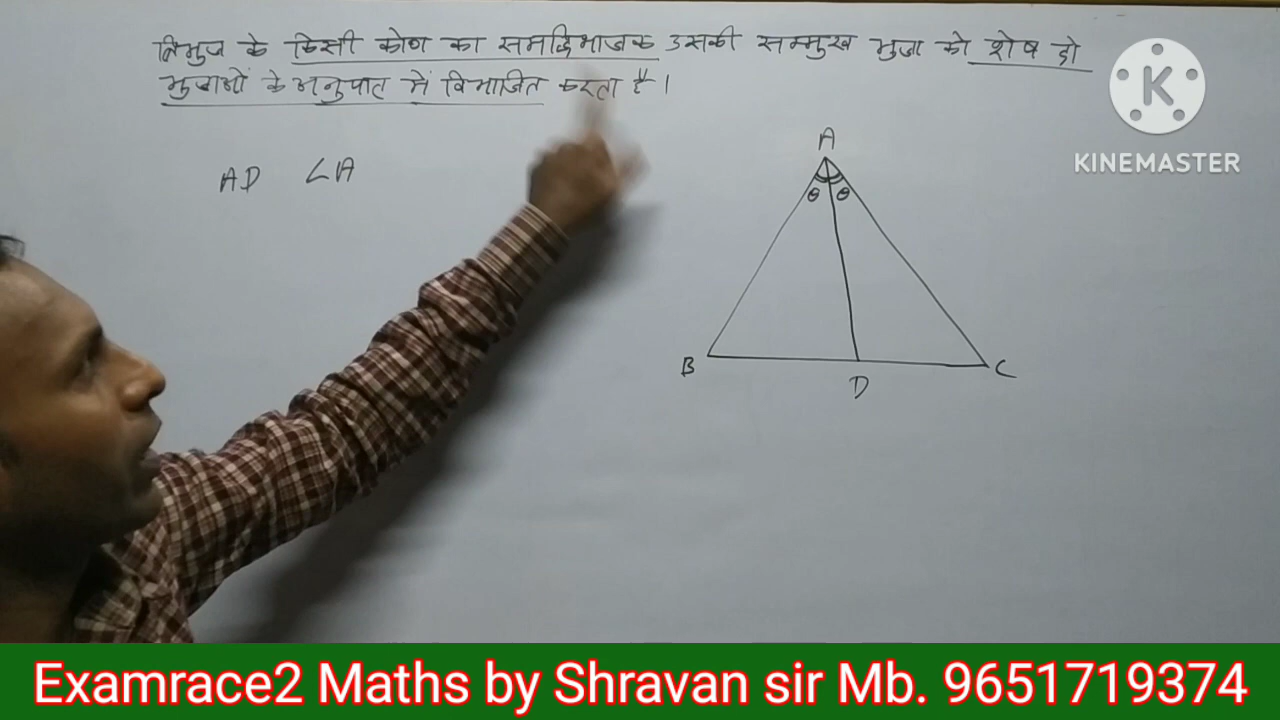 त्रिभुज के किसी कोण का समद्विभाजक उसकी सम्मुख भुजा को शेष दो
भुजाओं के अनुपात में विभाजित करता है।
K
KINEMASTER
AD ∠A
A
θ θ
B
D
C
Examrace2 Maths by Shravan sir Mb. 9651719374